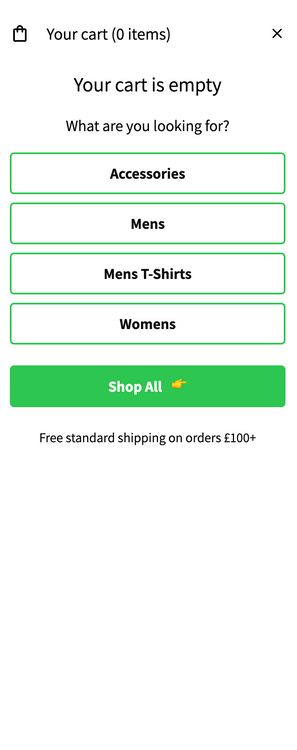 Your cart (0 items)
Your cart is empty
What are you looking for?
Accessories
Mens
Mens T-Shirts
Womens
Shop All 👉
Free standard shipping on orders £100+